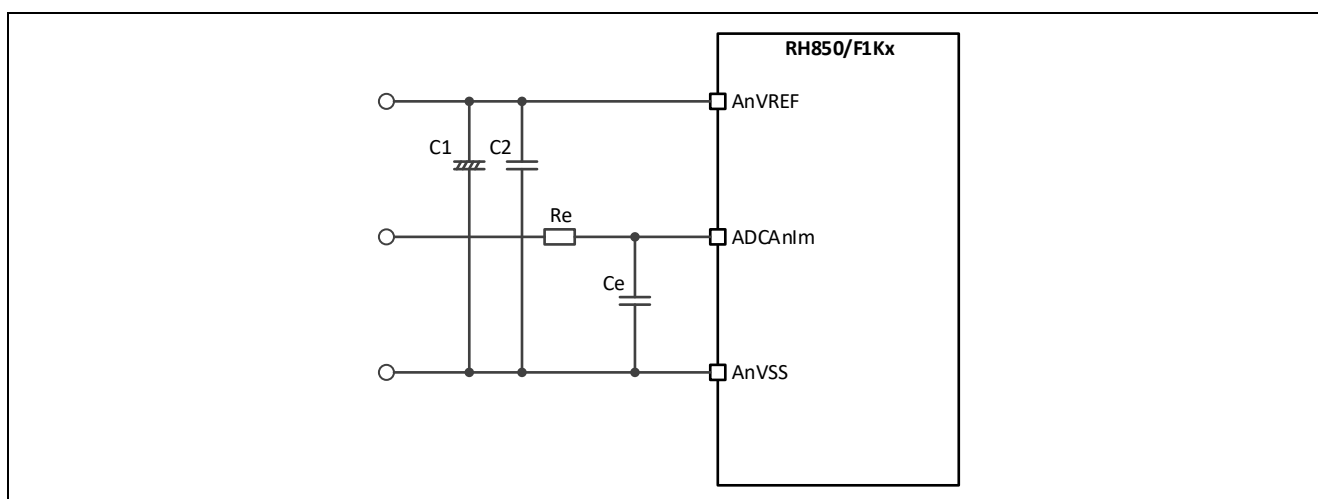 RH850/F1Kx
AnVREF
C1
C2
Re
ADCAnIm
Ce
AnVSS